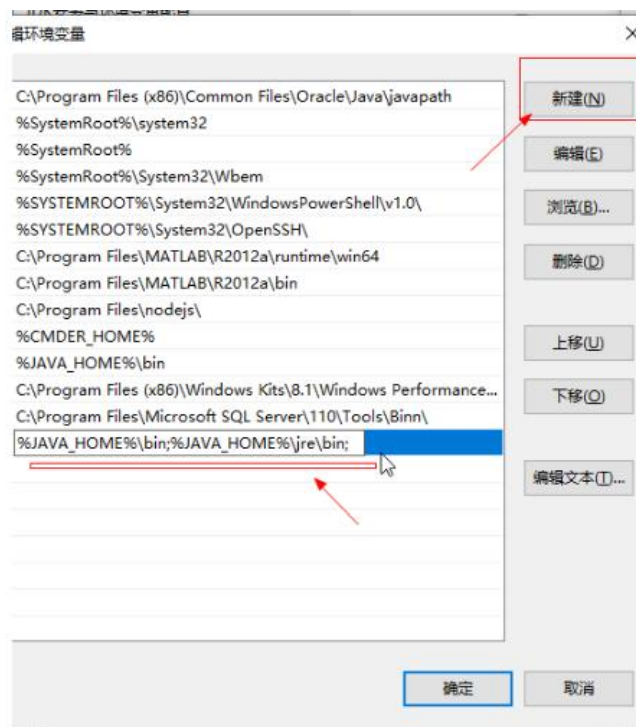 编环境变量
C:\Program Files (x86)\Common Files\Oracle\Java\javapath
%SystemRoot%\system32
%SystemRoot%
%SystemRoot%\System32\Wbem
%SYSTEMROOT%\System32\WindowsPowerShell\v1.0\
%SYSTEMROOT%\System32\OpenSSH\
C:\Program Files\MATLAB\R2012a\runtime\win64
C:\Program Files\MATLAB\R2012a\bin
C:\Program Files\nodejs\
%CMDER_HOME%
%JAVA_HOME%\bin
C:\Program Files (x86)\Windows Kits\8.1\Windows Performance...
C:\Program Files\Microsoft SQL Server\110\Tools\Binn\
%JAVA_HOME%\bin;%JAVA_HOME%\jre\bin;
新建(N)
编辑(E)
浏览(B)...
删除(D)
上移(U)
下移(O)
编辑文本(T)...
确定
取消